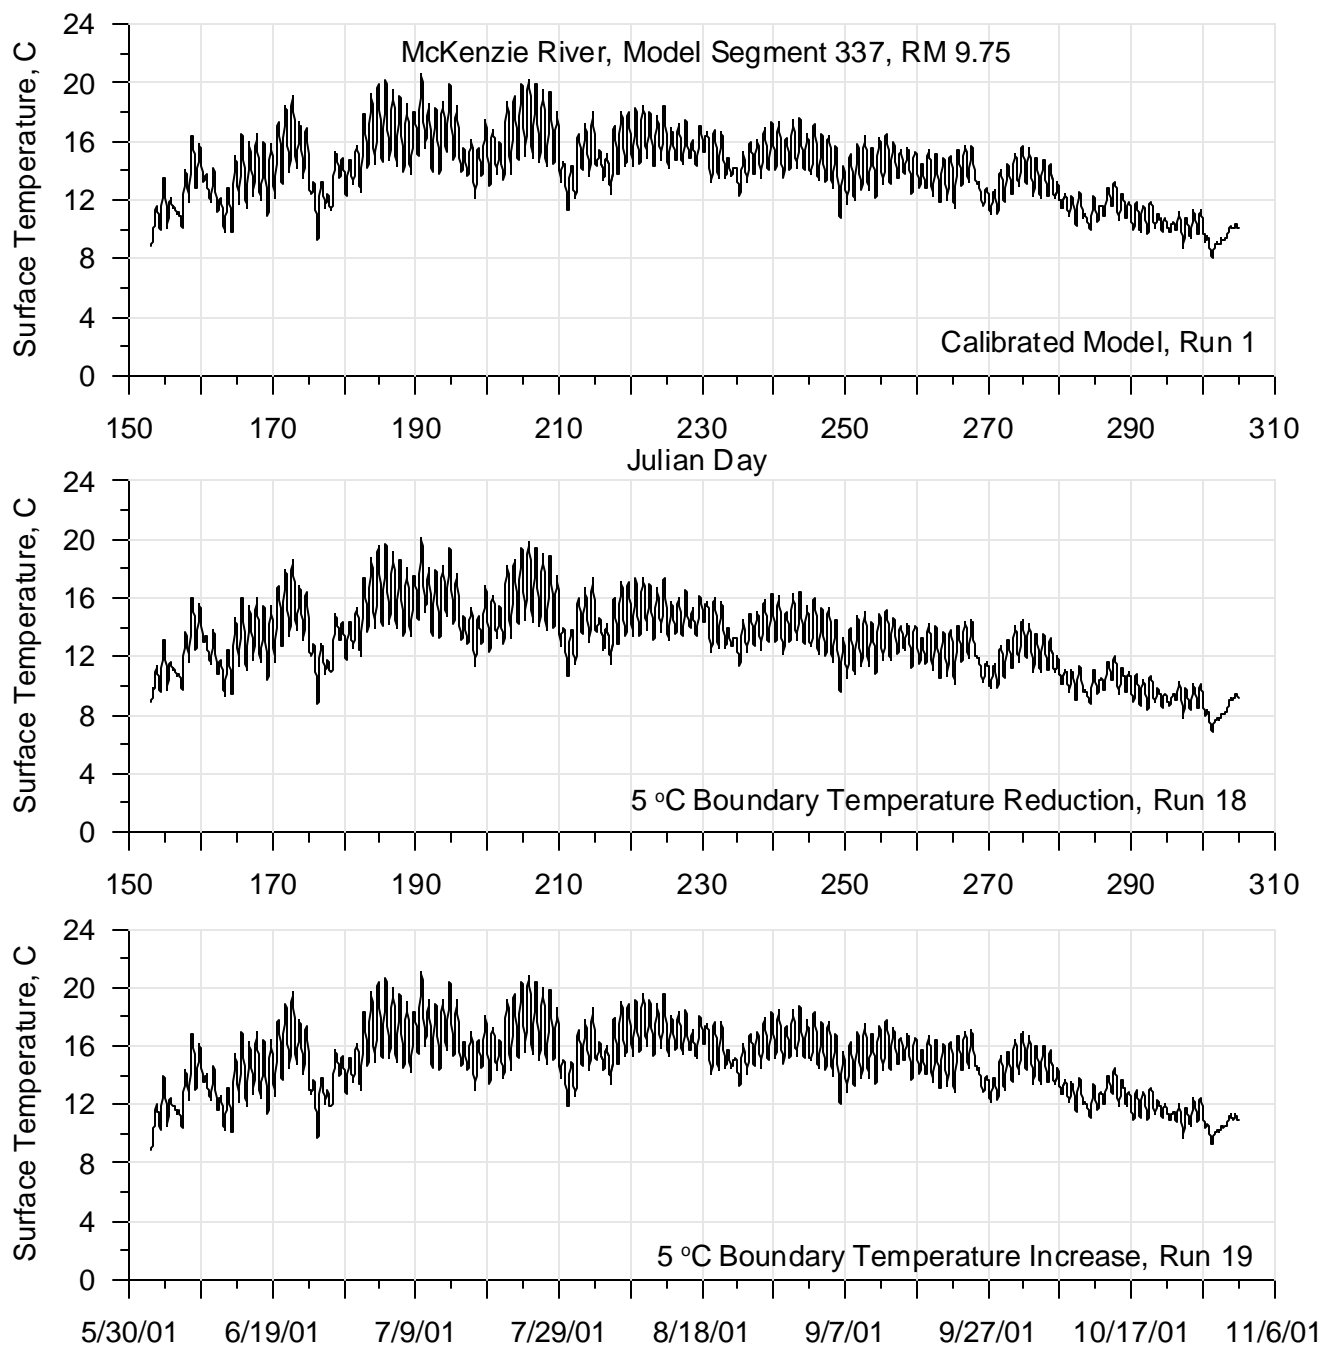 24
McKenzie River, Model Segment 337, RM 9.75
20
16
12
8
4
Calibrated Model, Run 1
0
Surface Temperature, C
150 170 190 210 230 250 270 290 310
Julian Day
24
20
16
12
8
4
5 °C Boundary Temperature Reduction, Run 18
0
Surface Temperature, C
150 170 190 210 230 250 270 290 310
24
20
16
12
8
4
5 °C Boundary Temperature Increase, Run 19
0
Surface Temperature, C
5/30/01 6/19/01 7/9/01 7/29/01 8/18/01 9/7/01 9/27/01 10/17/01 11/6/01